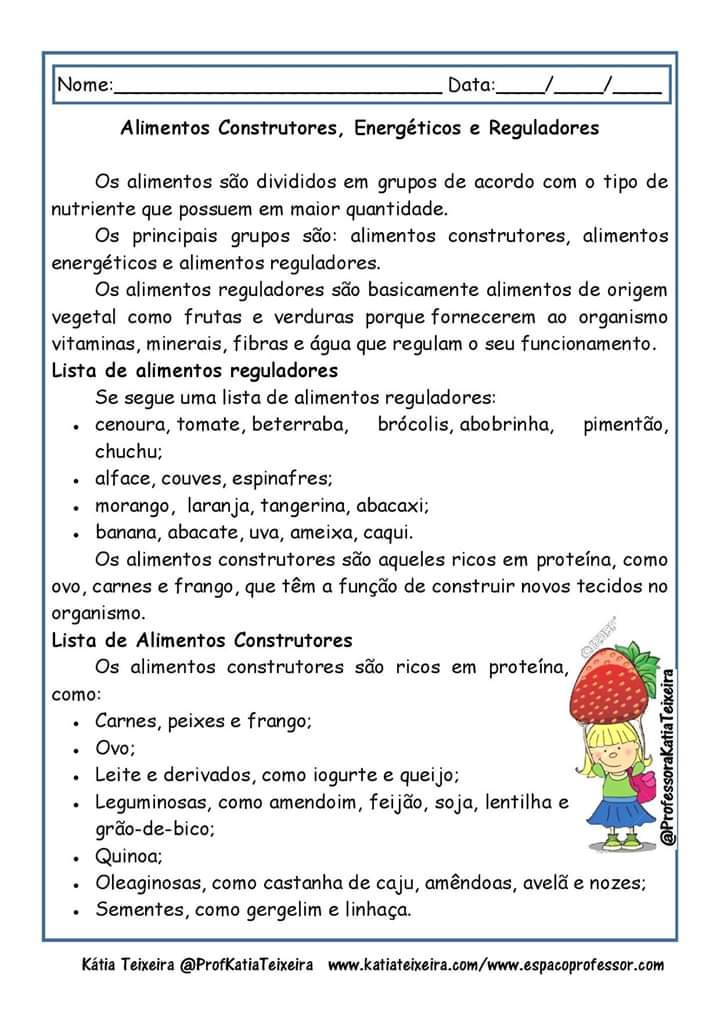 Nome:______________________________ Data:____/____/____
Alimentos Construtores, Energéticos e Reguladores
Os alimentos são divididos em grupos de acordo com o tipo de
nutriente que possuem em maior quantidade.
Os principais grupos são: alimentos construtores, alimentos
energéticos e alimentos reguladores.
Os alimentos reguladores são basicamente alimentos de origem
vegetal como frutas e verduras porque fornecerem ao organismo
vitaminas, minerais, fibras e água que regulam o seu funcionamento.
Lista de alimentos reguladores
Se segue uma lista de alimentos reguladores:
• cenoura, tomate, beterraba, brócolis, abobrinha, pimentão,
chuchu;
• alface, couves, espinafres;
• morango, laranja, tangerina, abacaxi;
• banana, abacate, uva, ameixa, caqui.
Os alimentos construtores são aqueles ricos em proteína, como
ovo, carnes e frango, que têm a função de construir novos tecidos no
organismo.
Lista de Alimentos Construtores
Os alimentos construtores são ricos em proteína,
como:
• Carnes, peixes e frango;
• Ovo;
• Leite e derivados, como iogurte e queijo;
• Leguminosas, como amendoim, feijão, soja, lentilha e
grão-de-bico;
• Quinoa;
• Oleaginosas, como castanha de caju, amêndoas, avelã e nozes;
• Sementes, como gergelim e linhaça.
@ProfessoraKatiaTeixeira
Kátia Teixeira @ProfKatiaTeixeira www.katiateixeira.com/www.espacoprofessor.com